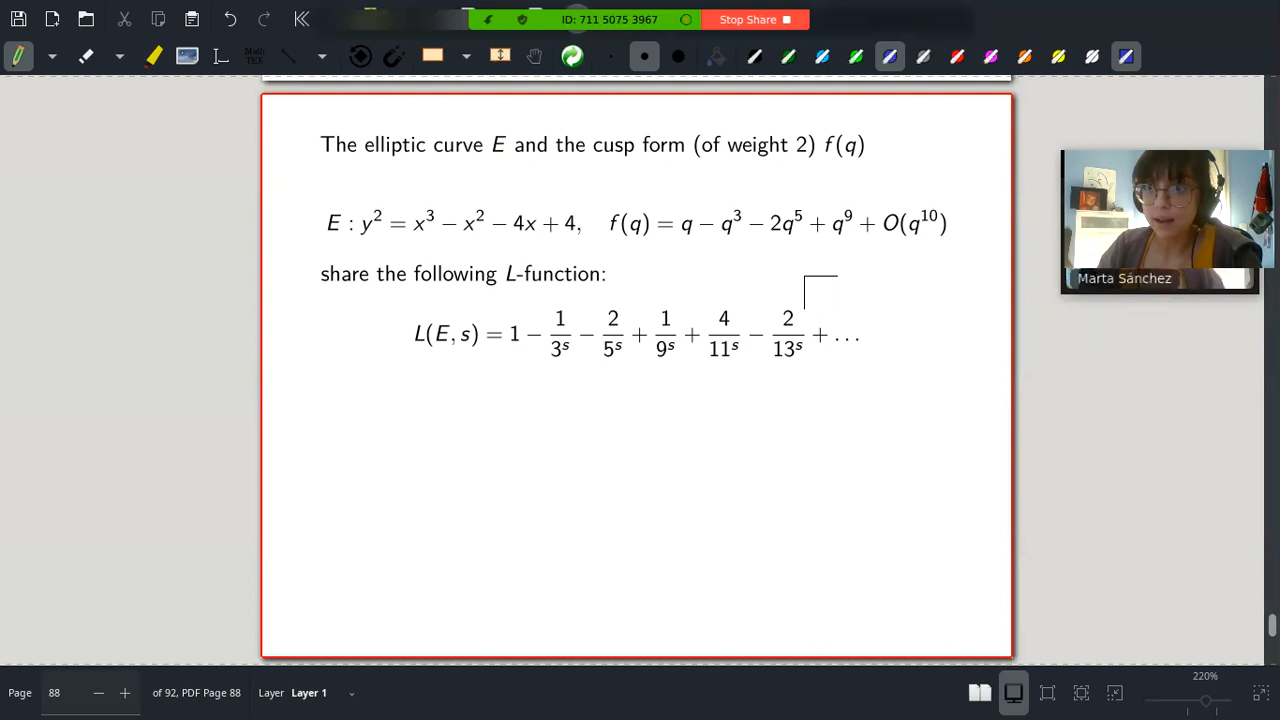 ID: 711 5075 3967
Stop Share
Math
TEX
The elliptic curve E and the cusp form (of weight 2) f(q)
E : y² = x³ − x² − 4x + 4, f(q) = q − q³ − 2q⁵ + q⁹ + O(q¹⁰)
share the following L-function:
L(E, s) = 1 − 1/3ˢ − 2/5ˢ + 1/9ˢ + 4/11ˢ − 2/13ˢ + . . .
Marta Sánchez
Page 88 of 92, PDF Page 88 Layer Layer 1 220%